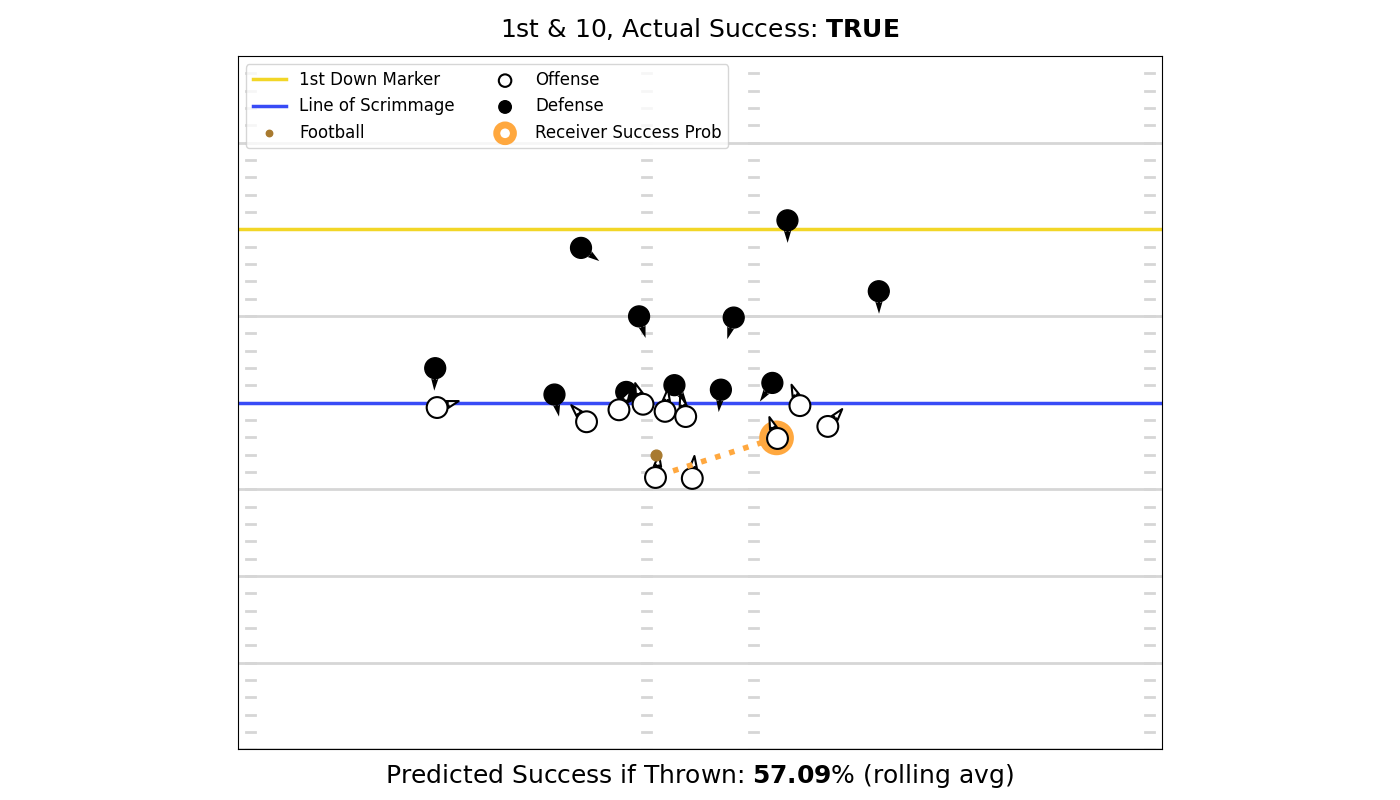 1st & 10, Actual Success: TRUE
1st Down Marker
Line of Scrimmage
Football
Offense
Defense
Receiver Success Prob
Predicted Success if Thrown: 57.09% (rolling avg)